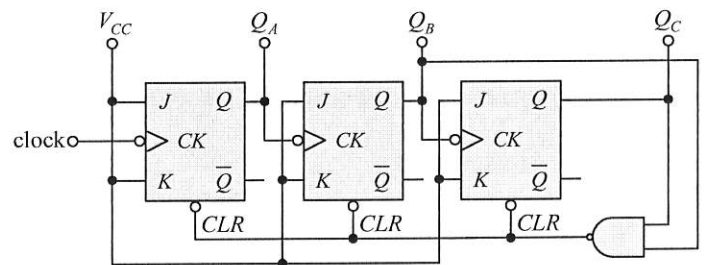 V_CC Q_A Q_B Q_C
J Q J Q J Q
clock CK CK CK
K Q̅ K Q̅ K Q̅
CLR CLR CLR